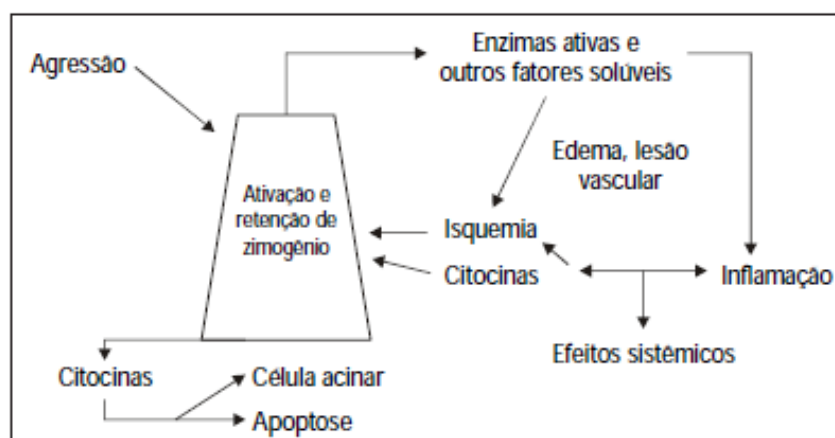 Agressão
Enzimas ativas e
outros fatores solúveis
Edema, lesão
vascular
Ativação e
retenção de
zimogênio
Isquemia
Citocinas
Inflamação
Efeitos sistêmicos
Citocinas
Célula acinar
Apoptose